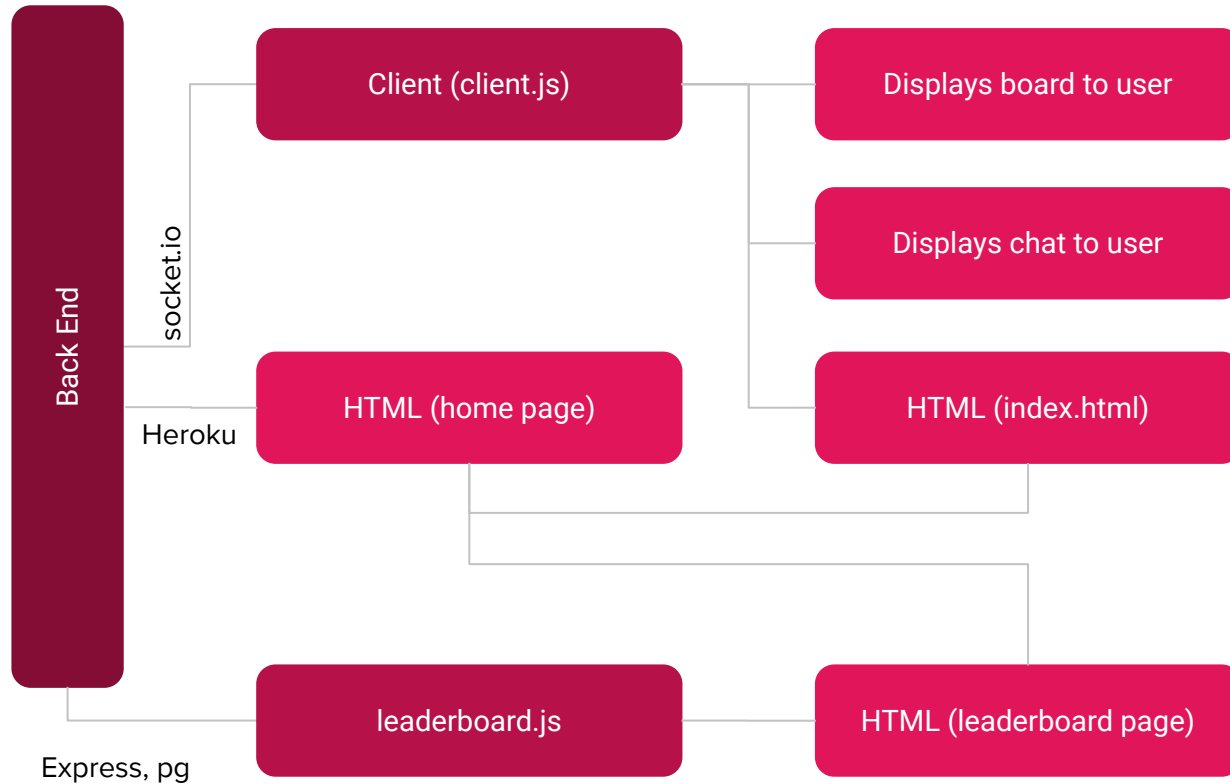 Back End
socket.io
Client (client.js)
Displays board to user
Displays chat to user
Heroku
HTML (home page)
HTML (index.html)
Express, pg
leaderboard.js
HTML (leaderboard page)